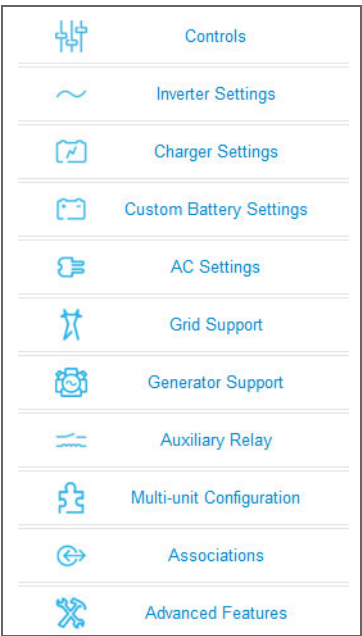 Controls
Inverter Settings
Charger Settings
Custom Battery Settings
AC Settings
Grid Support
Generator Support
Auxiliary Relay
Multi-unit Configuration
Associations
Advanced Features